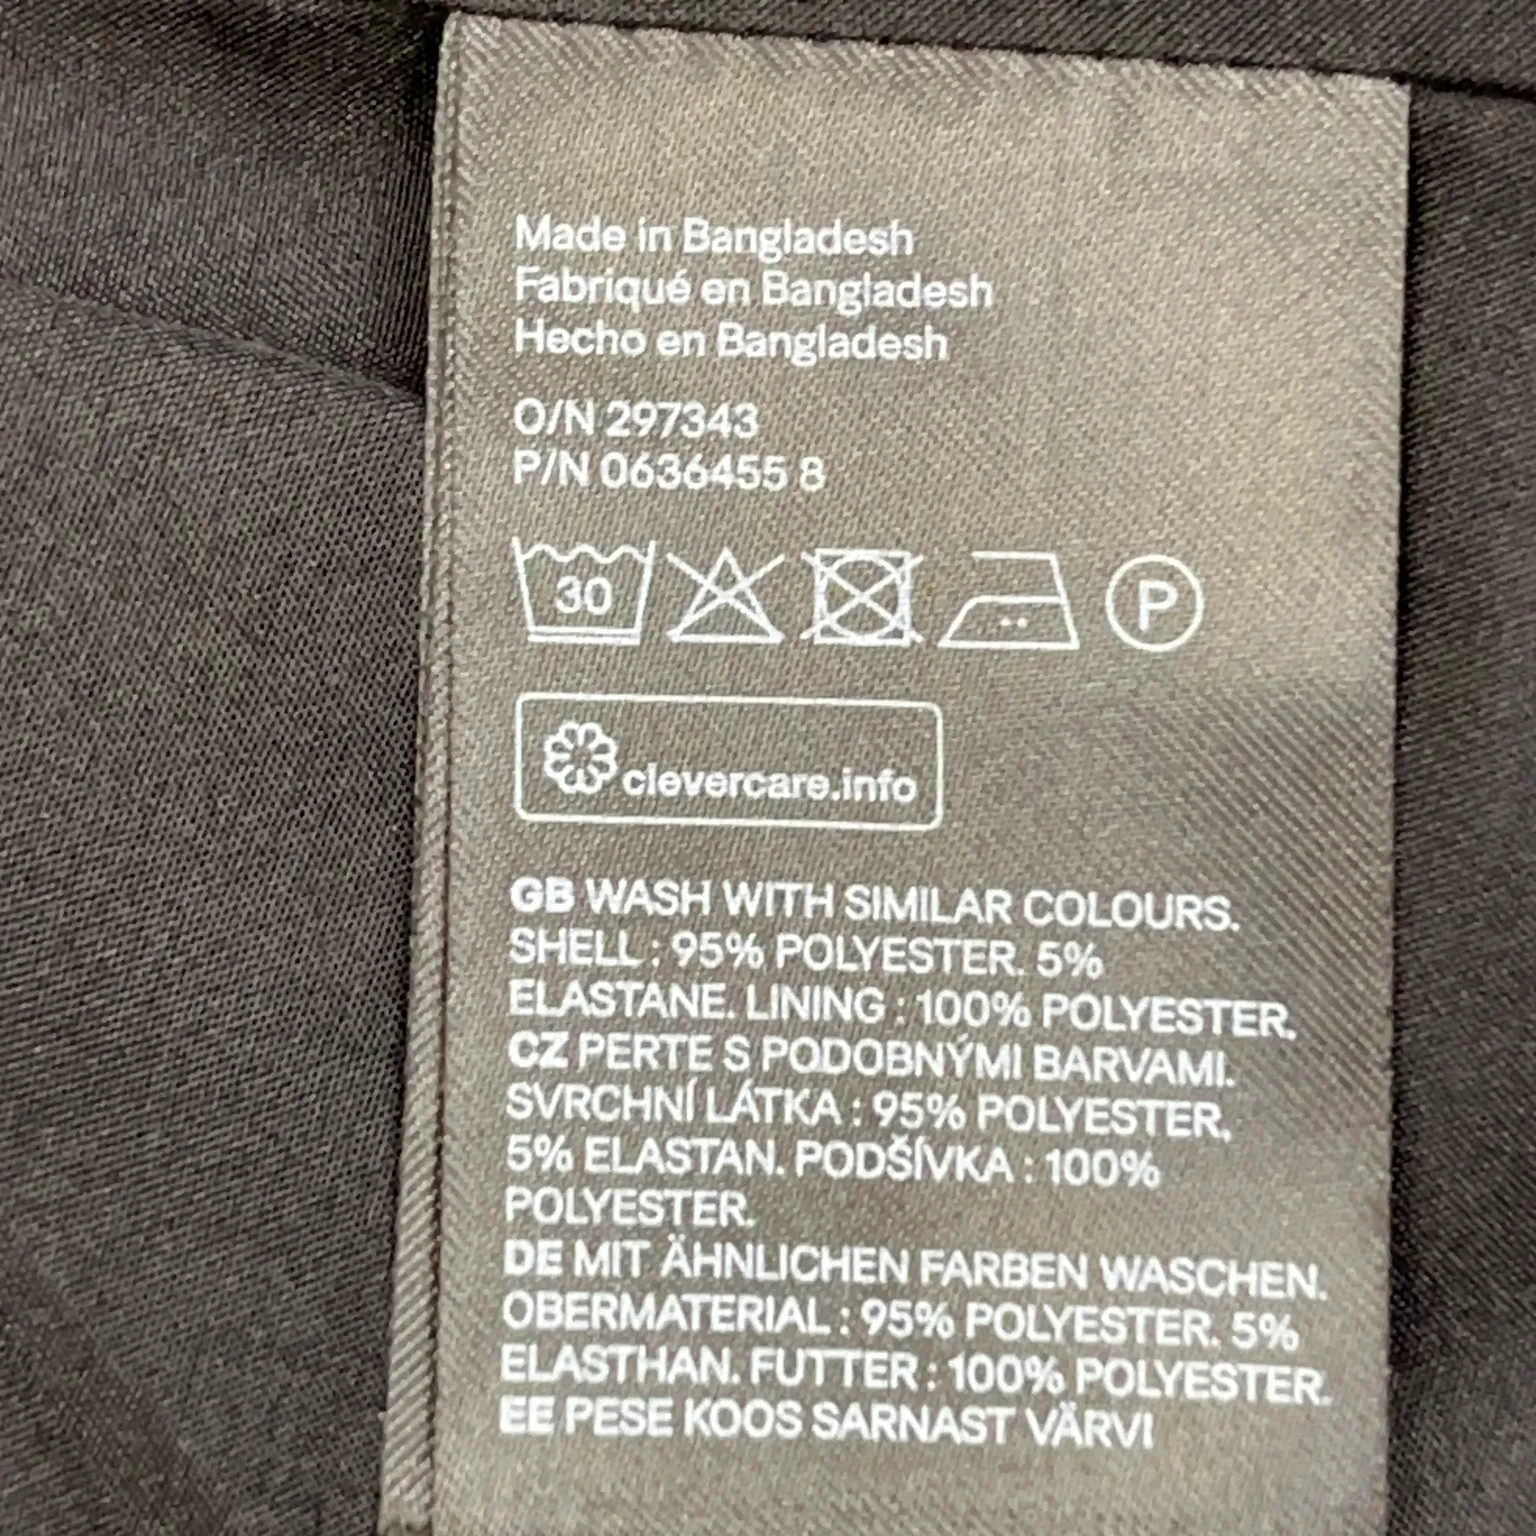 Made in Bangladesh
Fabriqué en Bangladesh
Hecho en Bangladesh
O/N 297343
P/N 0636455 8
30
P
clevercare.info
GB WASH WITH SIMILAR COLOURS.
SHELL : 95% POLYESTER. 5%
ELASTANE. LINING : 100% POLYESTER.
CZ PERTE S PODOBNÝMI BARVAMI.
SVRCHNÍ LÁTKA : 95% POLYESTER.
5% ELASTAN. PODŠÍVKA : 100%
POLYESTER.
DE MIT ÄHNLICHEN FARBEN WASCHEN.
OBERMATERIAL : 95% POLYESTER. 5%
ELASTHAN. FUTTER : 100% POLYESTER.
EE PESE KOOS SARNAST VÄRVI